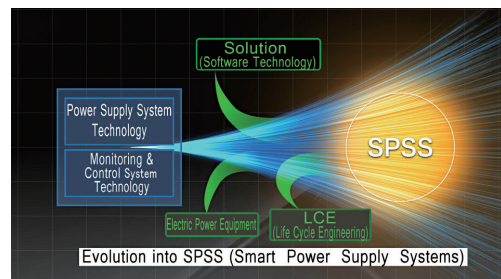 Solution
(Software Technology)
Power Supply System
Technology
Monitoring &
Control System
Technology
SPSS
Electric Power Equipment
LCE
(Life Cycle Engineering)
Evolution into SPSS (Smart Power Supply Systems)